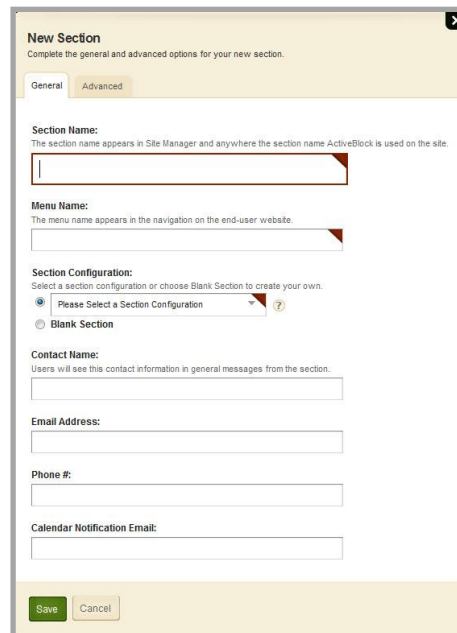 New Section
Complete the general and advanced options for your new section.
General Advanced
Section Name:
The section name appears in Site Manager and anywhere the section name ActiveBlock is used on the site.
Menu Name:
The menu name appears in the navigation on the end-user website.
Section Configuration:
Select a section configuration or choose Blank Section to create your own.
Please Select a Section Configuration ?
Blank Section
Contact Name:
Users will see this contact information in general messages from the section.
Email Address:
Phone #:
Calendar Notification Email:
Save Cancel